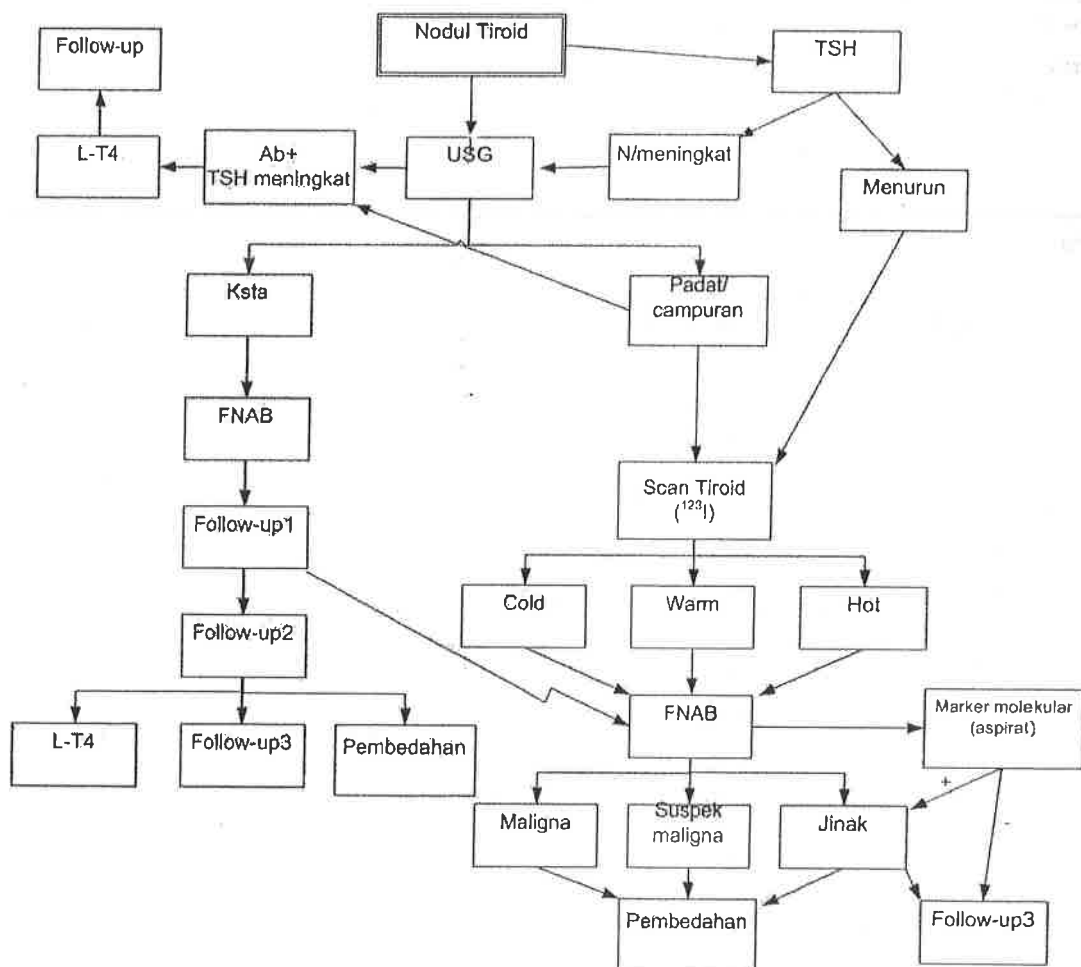 Follow-up
Nodul Tiroid
TSH
L-T4
Ab+
TSH meningkat
USG
N/meningkat
Menurun
Ksta
Padat/
campuran
FNAB
Scan Tiroid
(¹²³I)
Follow-up1
Cold
Warm
Hot
Follow-up2
FNAB
Marker molekular
(aspirat)
L-T4
Follow-up3
Pembedahan
+
-
Maligna
Suspek
maligna
Jinak
Pembedahan
Follow-up3